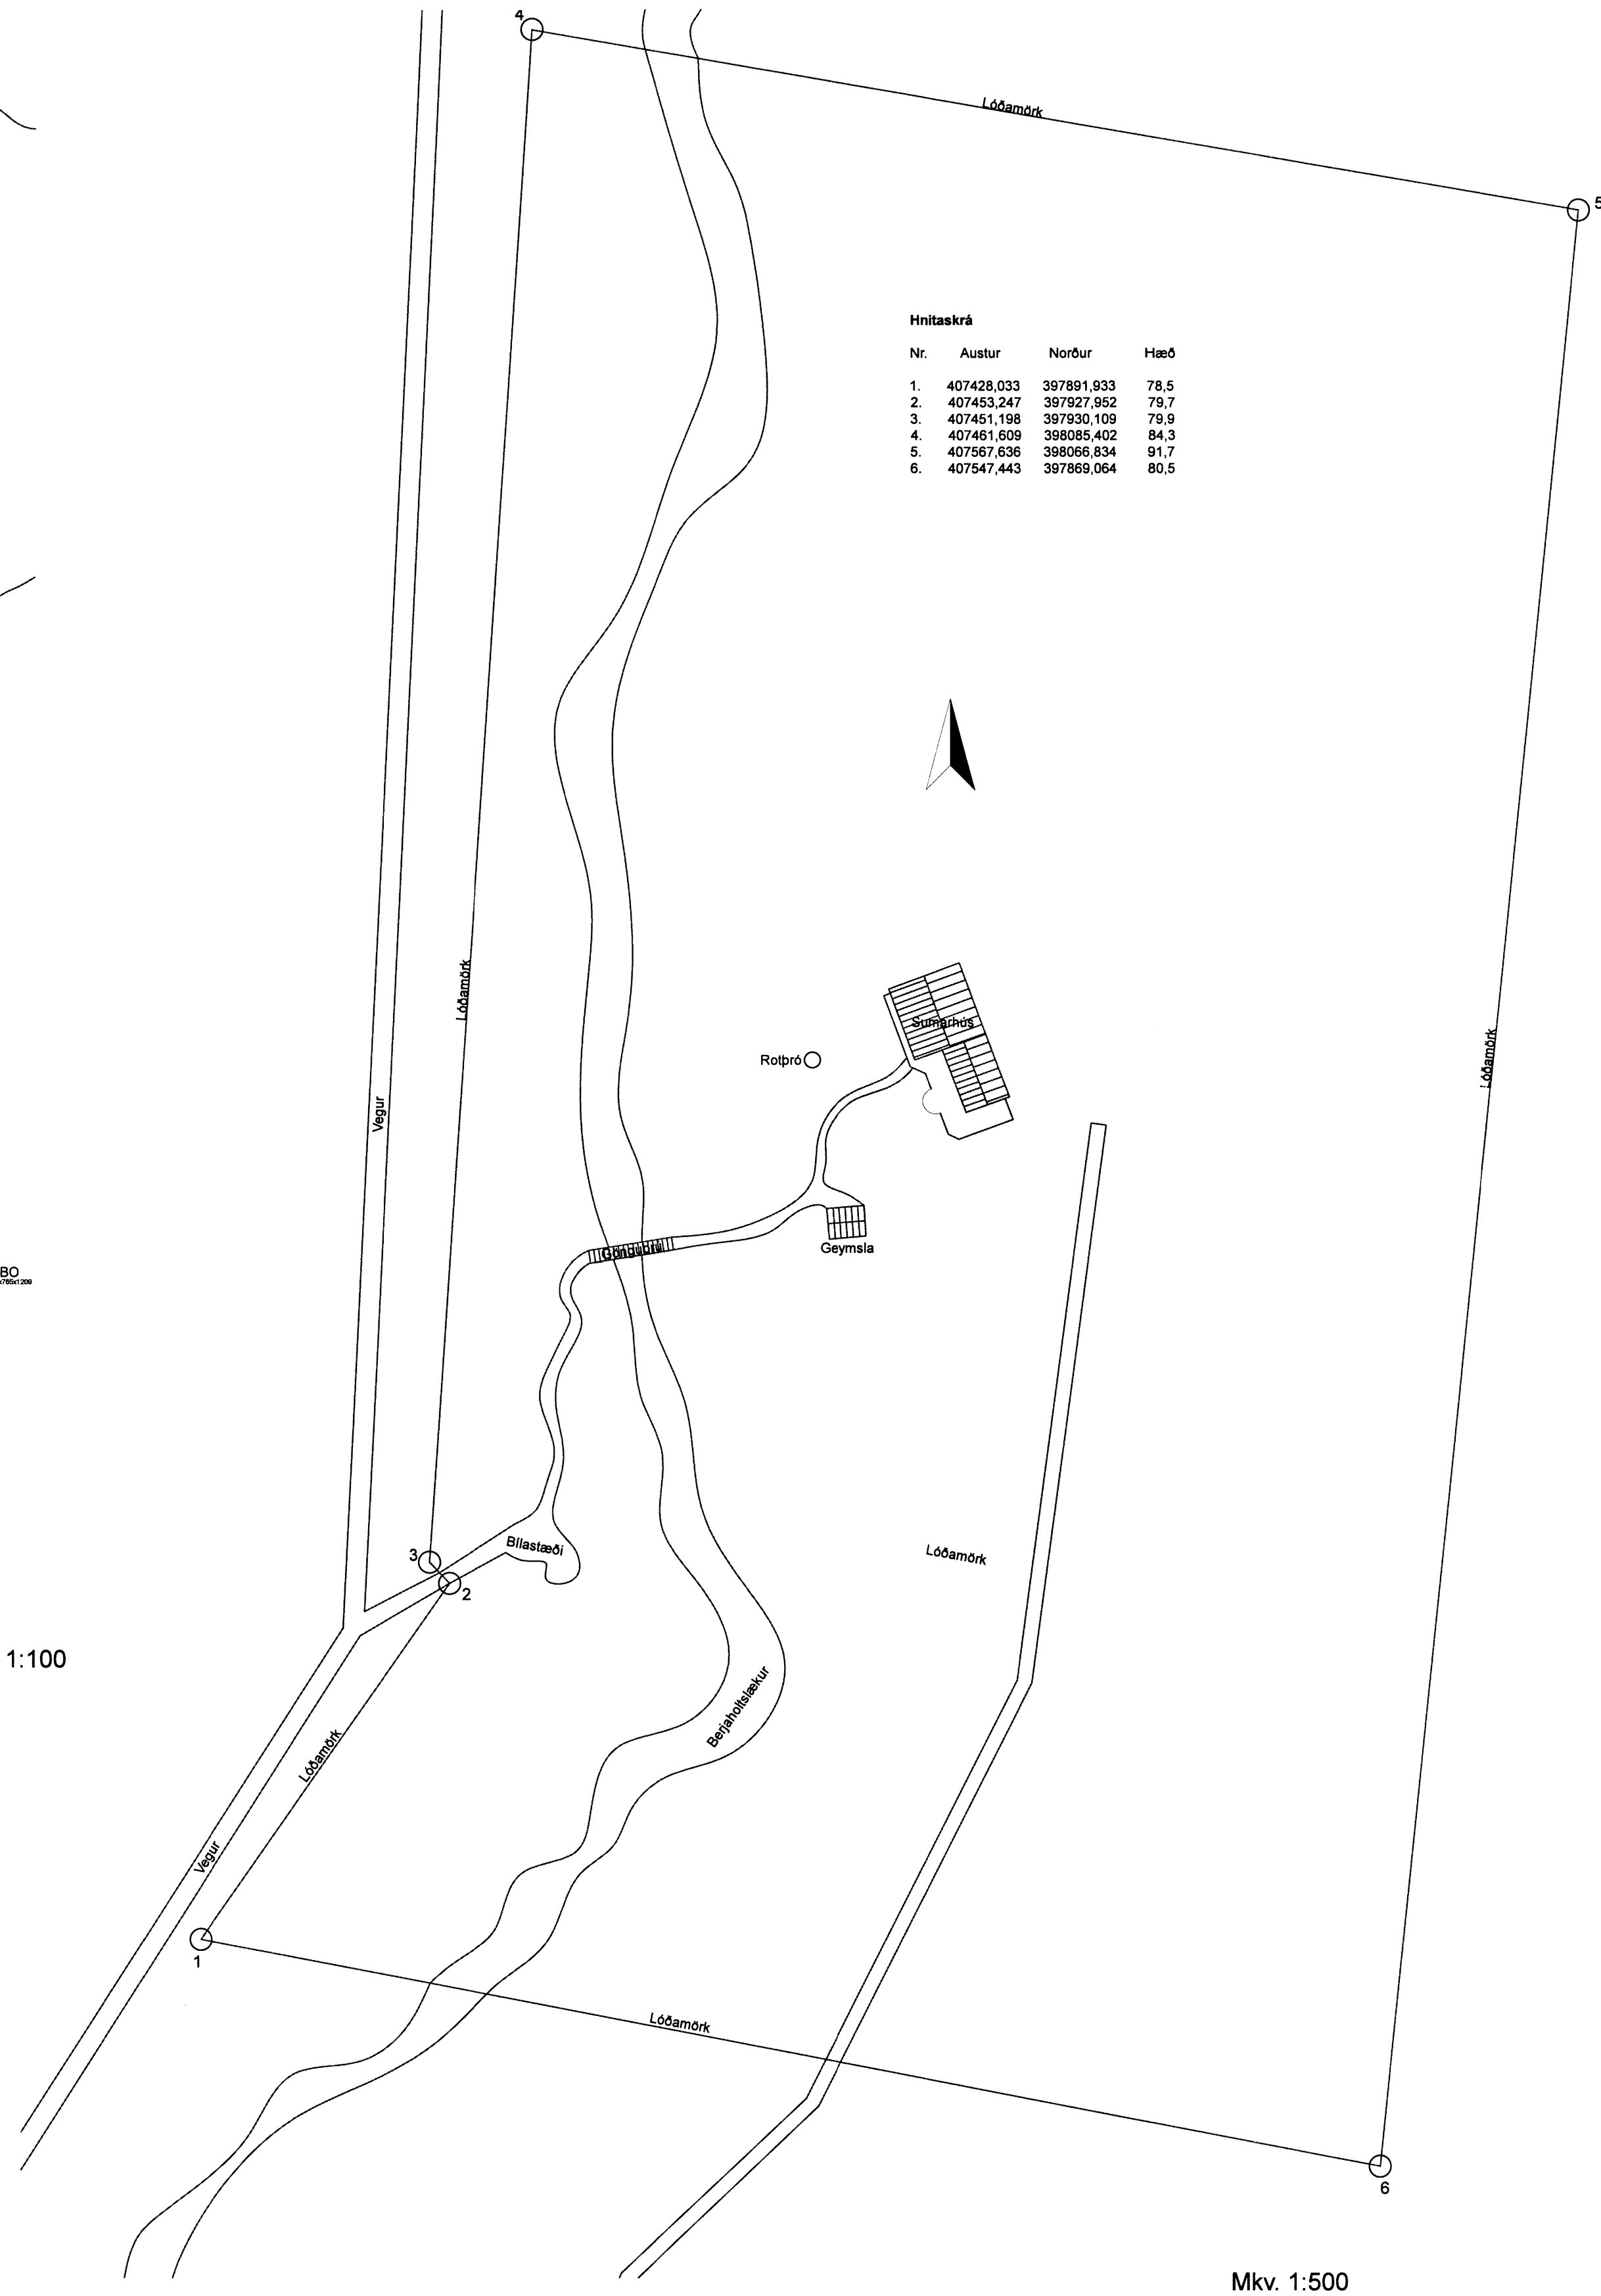 4
Lóðamörk
5
Hnitaskrá
Nr. Austur Norður Hæð
1. 407428,033 397891,933 78,5
2. 407453,247 397927,952 79,7
3. 407451,198 397930,109 79,9
4. 407461,609 398085,402 84,3
5. 407567,636 398066,834 91,7
6. 407547,443 397869,064 80,5
Lóðamörk
Sumarhús
Lóðamörk
Rotþró
Vegur
Geymsla
Göngubrú
BO
x765x1209
Bílastæði
Lóðamörk
3
2
1:100
Berjaholtslækur
Lóðamörk
Vegur
1
Lóðamörk
6
Mkv. 1:500